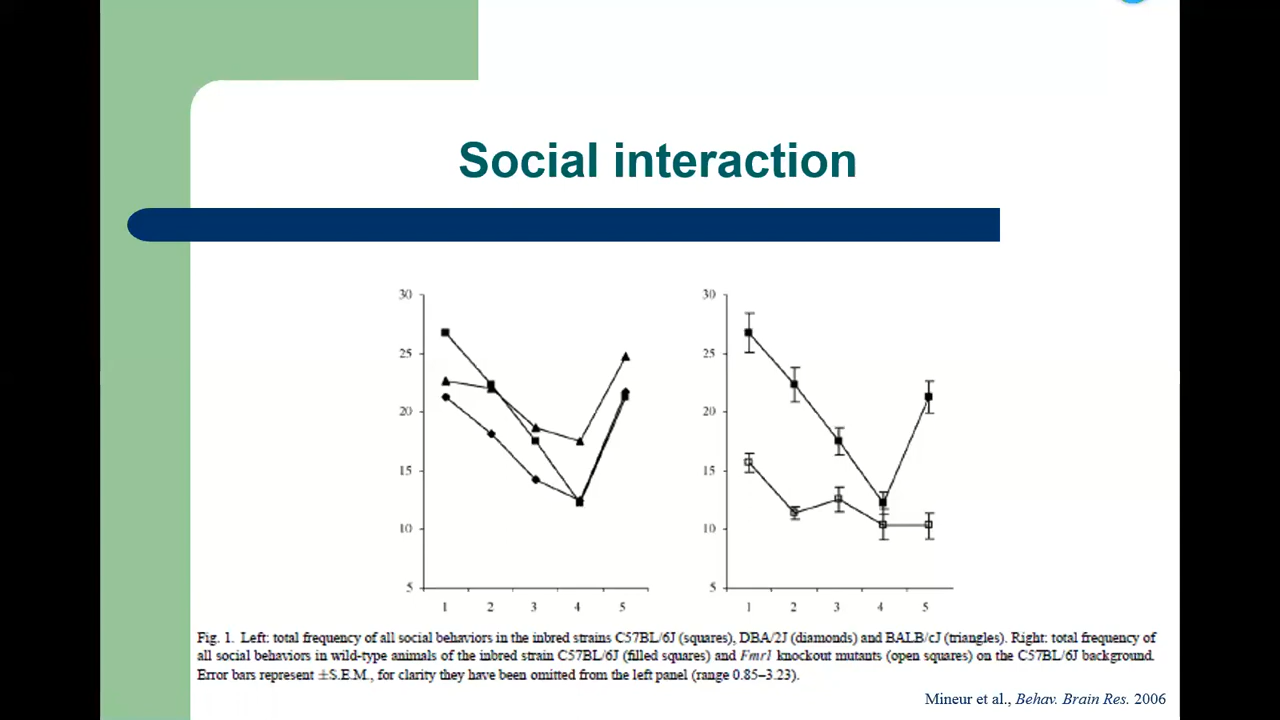 Social interaction
30
25
20
15
10
5
1 2 3 4 5
30
25
20
15
10
5
1 2 3 4 5
Fig. 1. Left: total frequency of all social behaviors in the inbred strains C57BL/6J (squares), DBA/2J (diamonds) and BALB/cJ (triangles). Right: total frequency of
all social behaviors in wild-type animals of the inbred strain C57BL/6J (filled squares) and Fmr1 knockout mutants (open squares) on the C57BL/6J background.
Error bars represent ±S.E.M., for clarity they have been omitted from the left panel (range 0.85–3.23).
Mineur et al., Behav. Brain Res. 2006